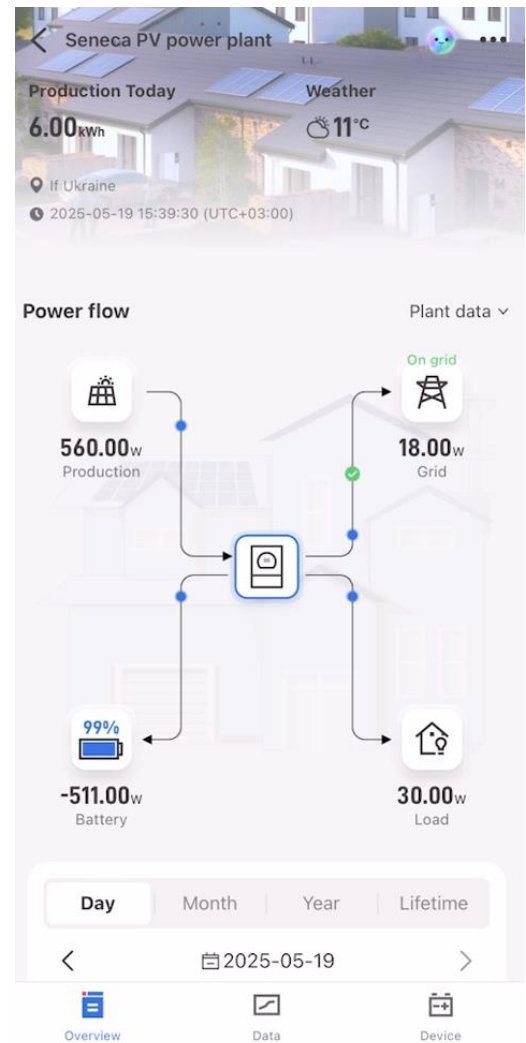 Seneca PV power plant
Production Today
Weather
6.00kWh
11°C
If Ukraine
2025-05-19 15:39:30 (UTC+03:00)
Power flow
Plant data
On grid
560.00w
Production
18.00w
Grid
99%
-511.00w
Battery
30.00w
Load
Day
Month
Year
Lifetime
2025-05-19
Overview
Data
Device